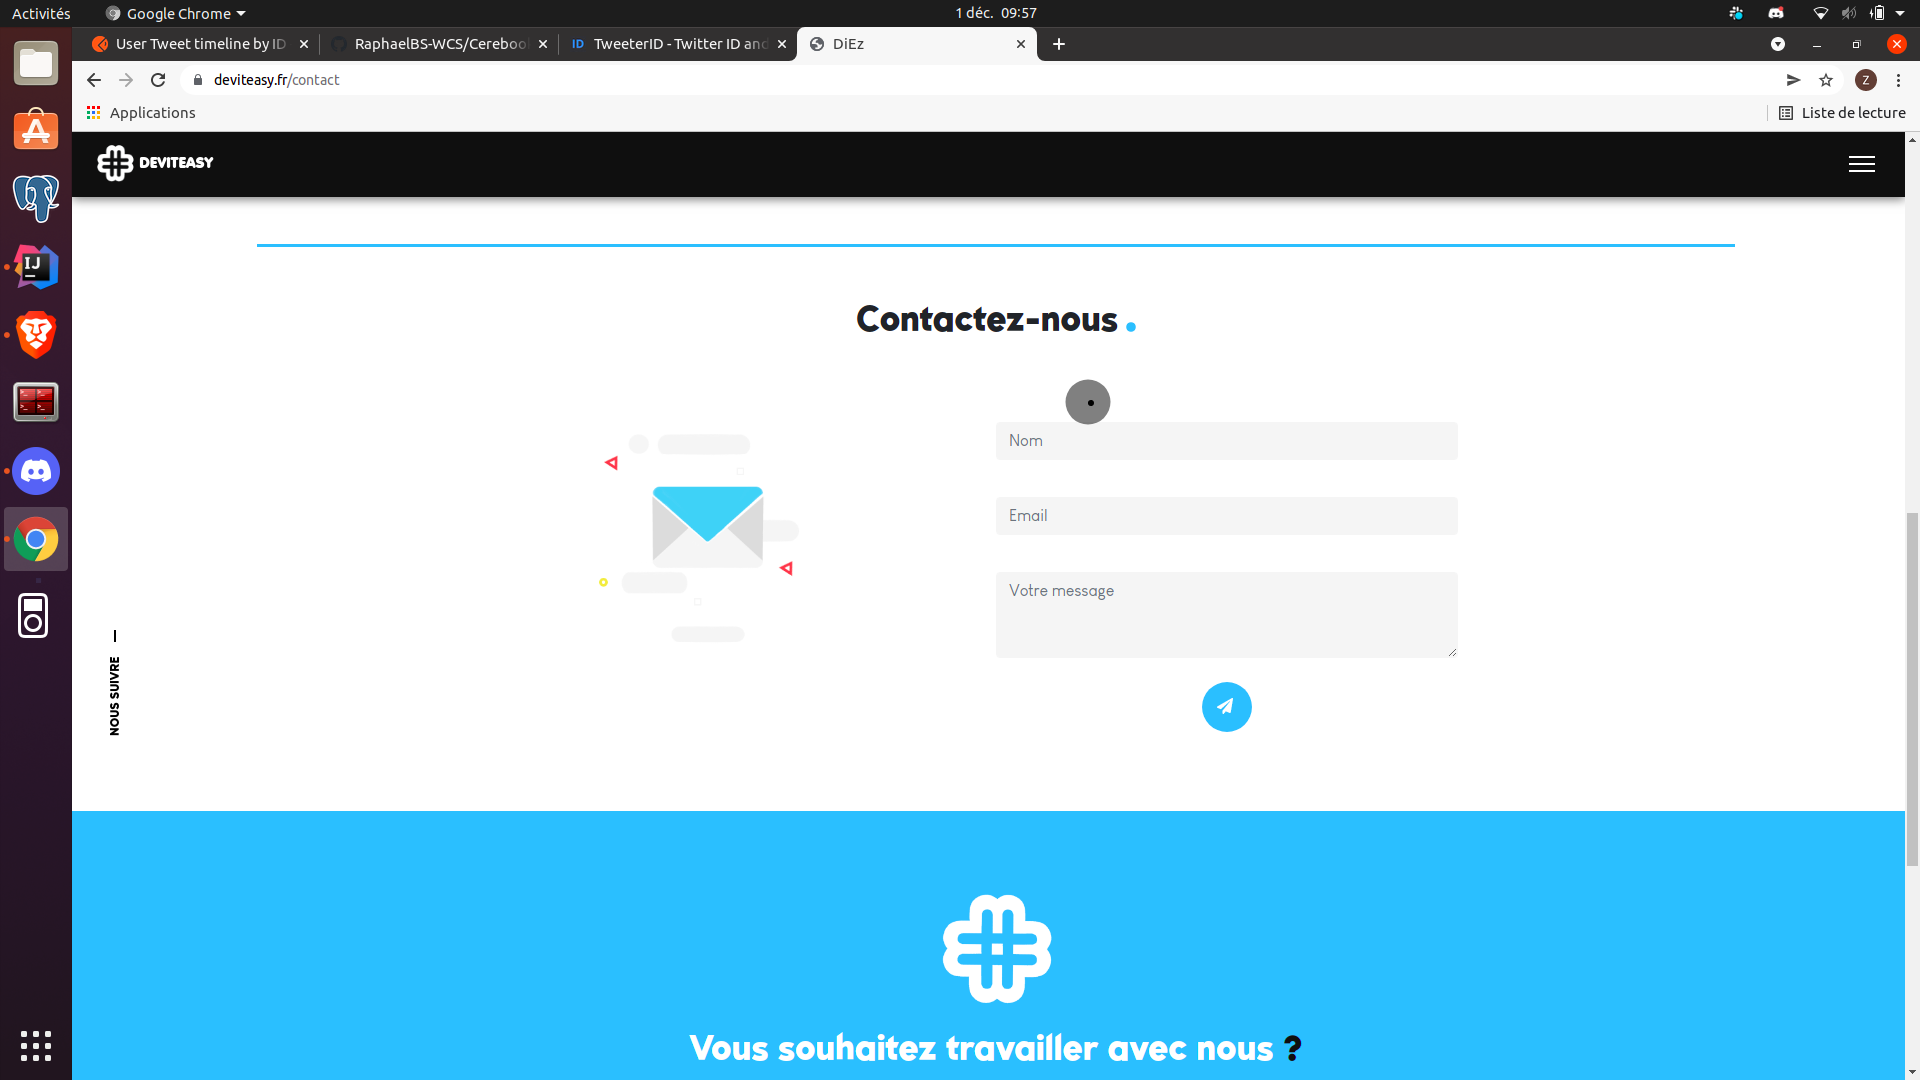 Activités
Google Chrome
1 déc. 09:57
User Tweet timeline by ID
RaphaelBS-WCS/Cereboo
ID
TweeterID - Twitter ID and
DiEz
deviteasy.fr/contact
Z
Applications
Liste de lecture
DEVITEASY
Contactez-nous .
Nom
Email
Votre message
NOUS SUIVRE
IJ
Vous souhaitez travailler avec nous ?